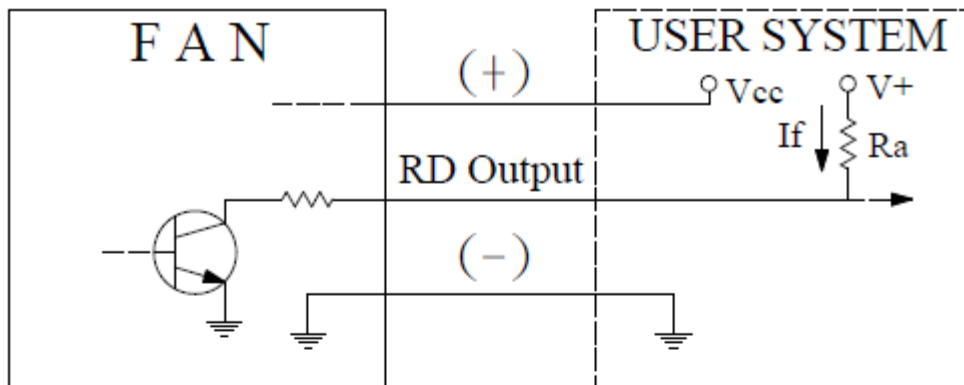 F A N
USER SYSTEM
(+)
Vcc
V+
If
Ra
RD Output
(−)